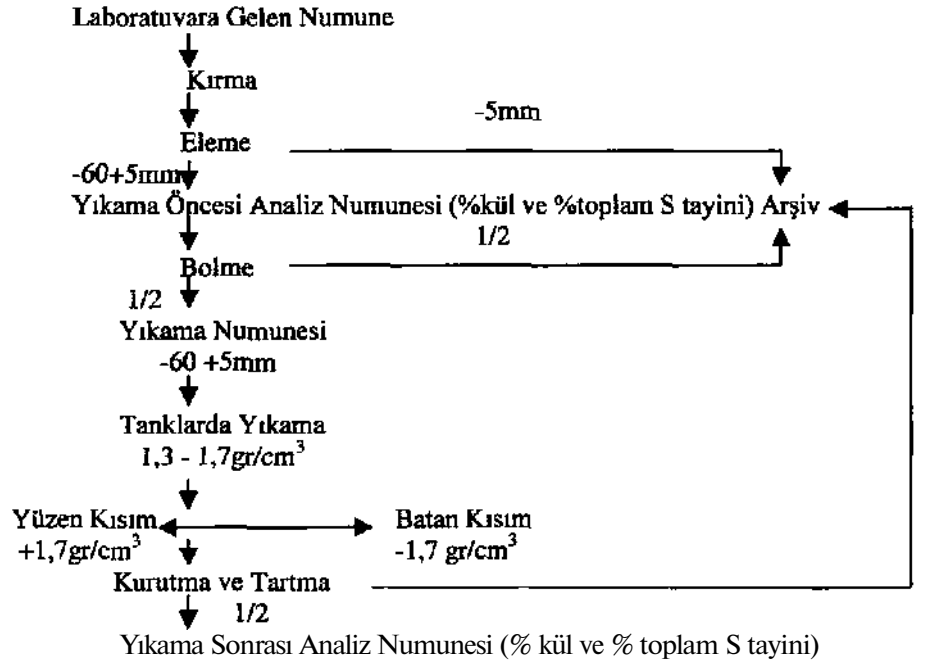 Laboratuvara Gelen Numune
Kırma
-5mm
Eleme
-60+5mm
Yıkama Öncesi Analiz Numunesi (%kül ve %toplam S tayini) Arşiv
1/2
Bolme
1/2
Yıkama Numunesi
-60 +5mm
Tanklarda Yıkama
1,3 - 1,7gr/cm³
Yüzen Kısım Batan Kısım
+1,7gr/cm³ -1,7 gr/cm³
Kurutma ve Tartma
1/2
Yıkama Sonrası Analiz Numunesi (% kül ve % toplam S tayini)